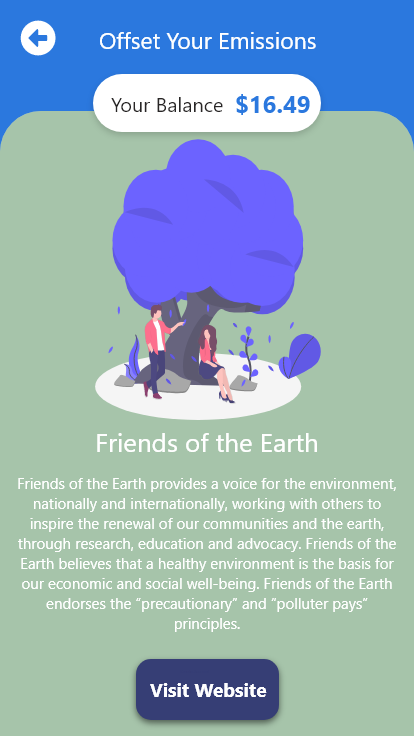 Offset Your Emissions
Your Balance $16.49
Friends of the Earth
Friends of the Earth provides a voice for the environment,
nationally and internationally, working with others to
inspire the renewal of our communities and the earth,
through research, education and advocacy. Friends of the
Earth believes that a healthy environment is the basis for
our economic and social well-being. Friends of the Earth
endorses the “precautionary” and “polluter pays”
principles.
Visit Website